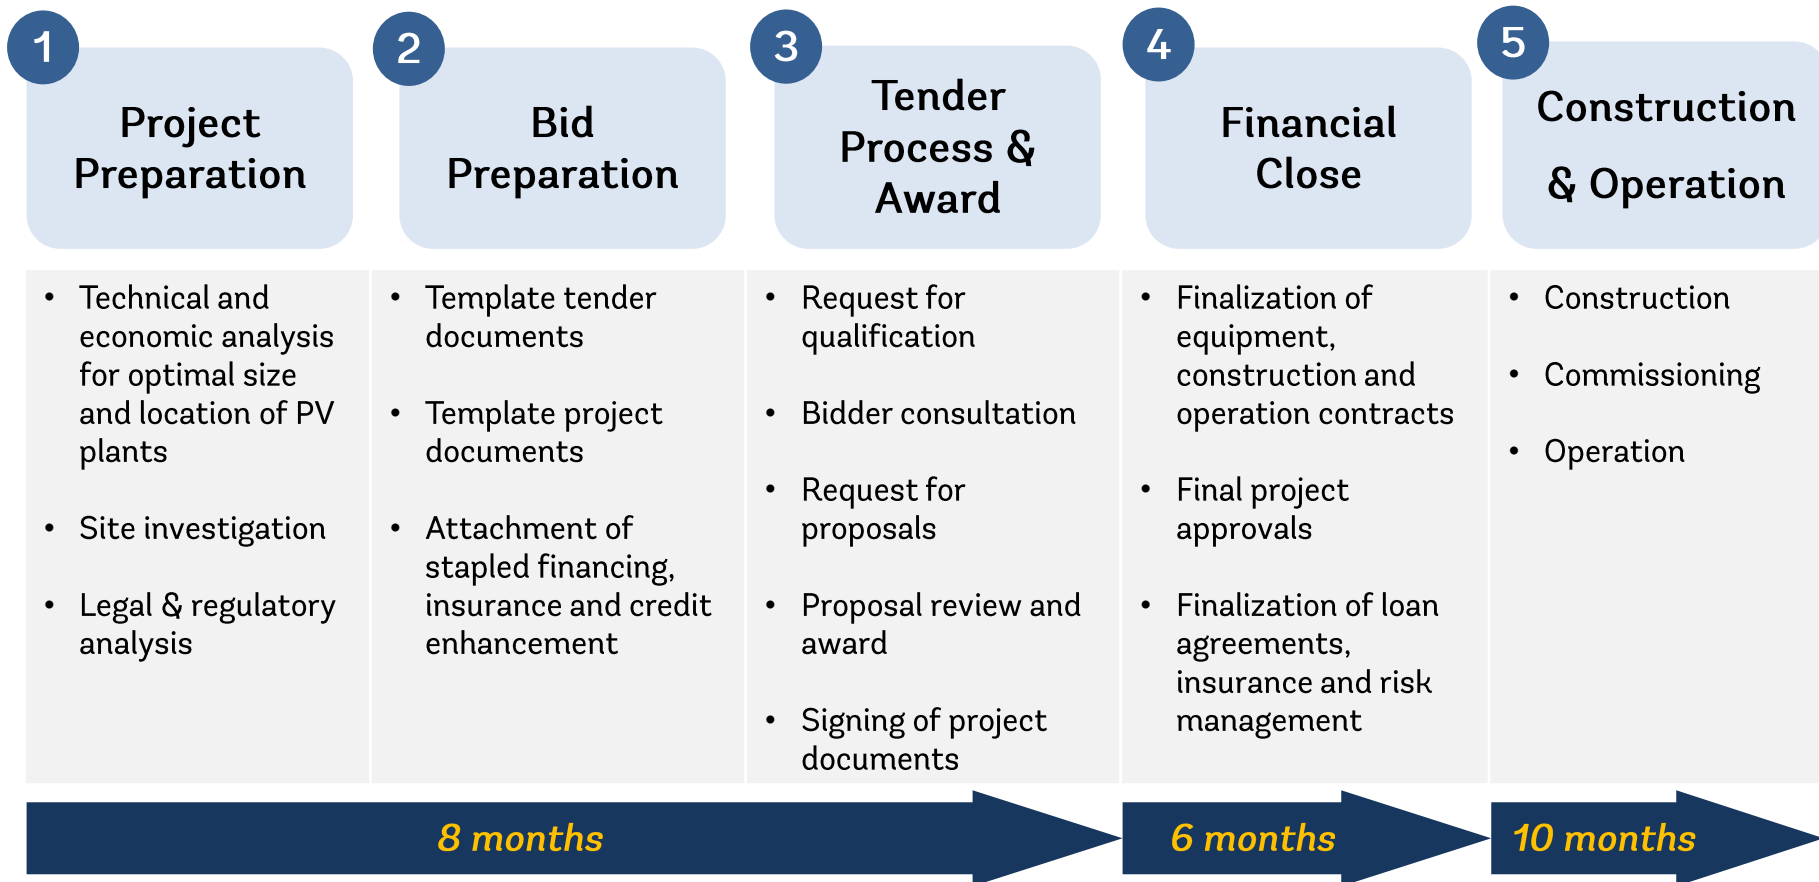 1
Project
Preparation
2
Bid
Preparation
3
Tender
Process &
Award
4
Financial
Close
5
Construction
& Operation
• Technical and
economic analysis
for optimal size
and location of PV
plants
• Site investigation
• Legal & regulatory
analysis
• Template tender
documents
• Template project
documents
• Attachment of
stapled financing,
insurance and credit
enhancement
• Request for
qualification
• Bidder consultation
• Request for
proposals
• Proposal review and
award
• Signing of project
documents
• Finalization of
equipment,
construction and
operation contracts
• Final project
approvals
• Finalization of loan
agreements,
insurance and risk
management
• Construction
• Commissioning
• Operation
8 months
6 months
10 months